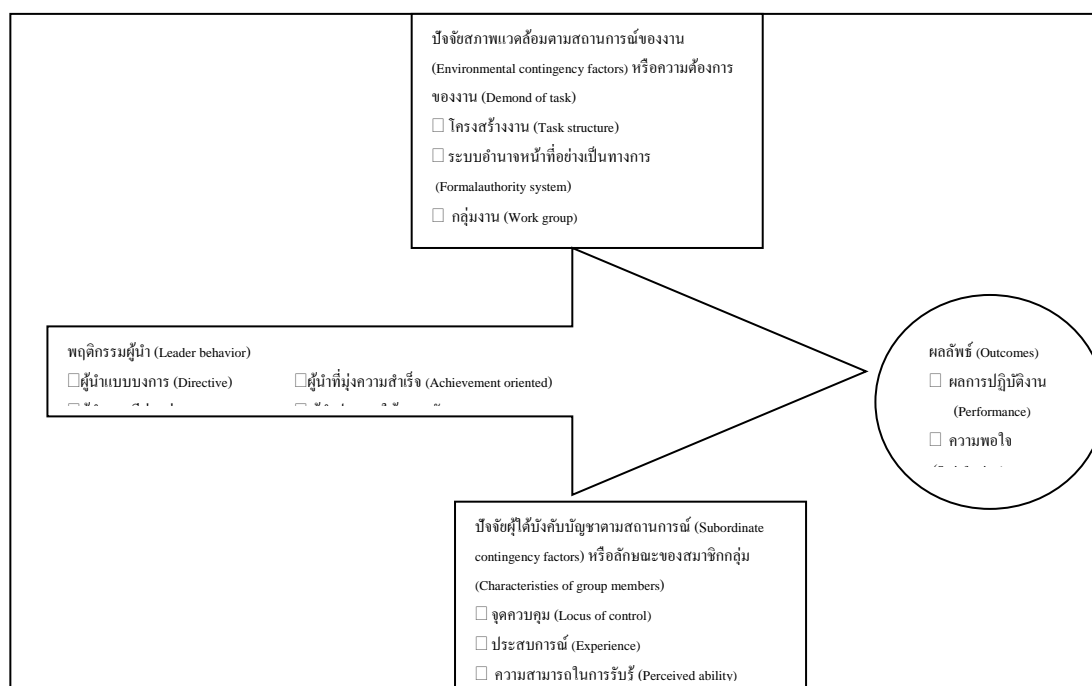 ปัจจัยสภาพแวดล้อมตามสถานการณ์ของงาน
(Environmental contingency factors) หรือความต้องการ
ของงาน (Demond of task)
□ โครงสร้างงาน (Task structure)
□ ระบบอำนาจหน้าที่อย่างเป็นทางการ
(Formalauthority system)
□ กลุ่มงาน (Work group)
พฤติกรรมผู้นำ (Leader behavior)
□ผู้นำแบบบงการ (Directive) □ผู้นำที่มุ่งความสำเร็จ (Achievement oriented)
ผลลัพธ์ (Outcomes)
□ ผลการปฏิบัติงาน
(Performance)
□ ความพอใจ
ปัจจัยผู้ใต้บังคับบัญชาตามสถานการณ์ (Subordinate
contingency factors) หรือลักษณะของสมาชิกกลุ่ม
(Characteristies of group members)
□ จุดควบคุม (Locus of control)
□ ประสบการณ์ (Experience)
□ ความสามารถในการรับรู้ (Perceived ability)